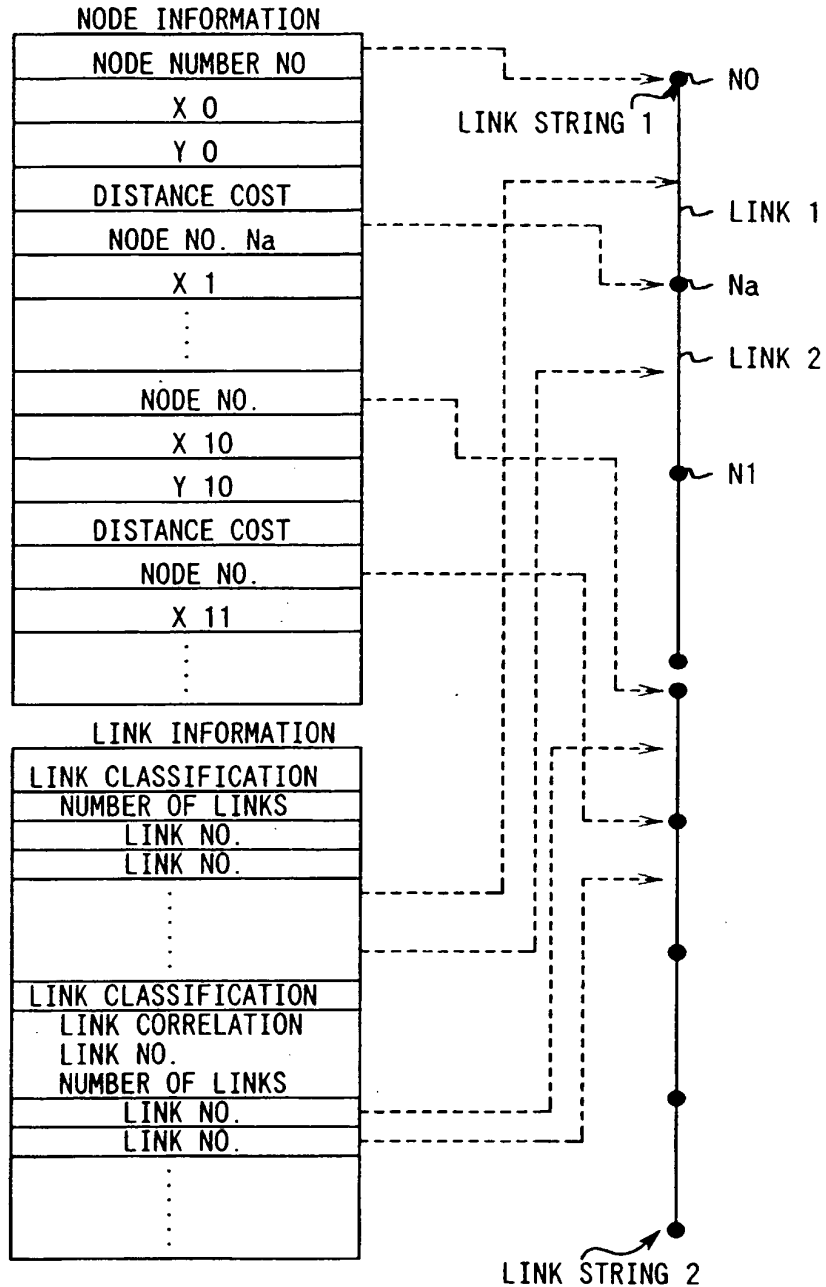 NODE INFORMATION
NODE NUMBER N0
X 0
Y 0
DISTANCE COST
NODE NO. Na
X 1
NODE NO.
X 10
Y 10
DISTANCE COST
NODE NO.
X 11
LINK INFORMATION
LINK CLASSIFICATION
NUMBER OF LINKS
LINK NO.
LINK NO.
LINK CLASSIFICATION
LINK CORRELATION
LINK NO.
NUMBER OF LINKS
LINK NO.
LINK NO.
N0
LINK STRING 1
LINK 1
Na
LINK 2
N1
LINK STRING 2